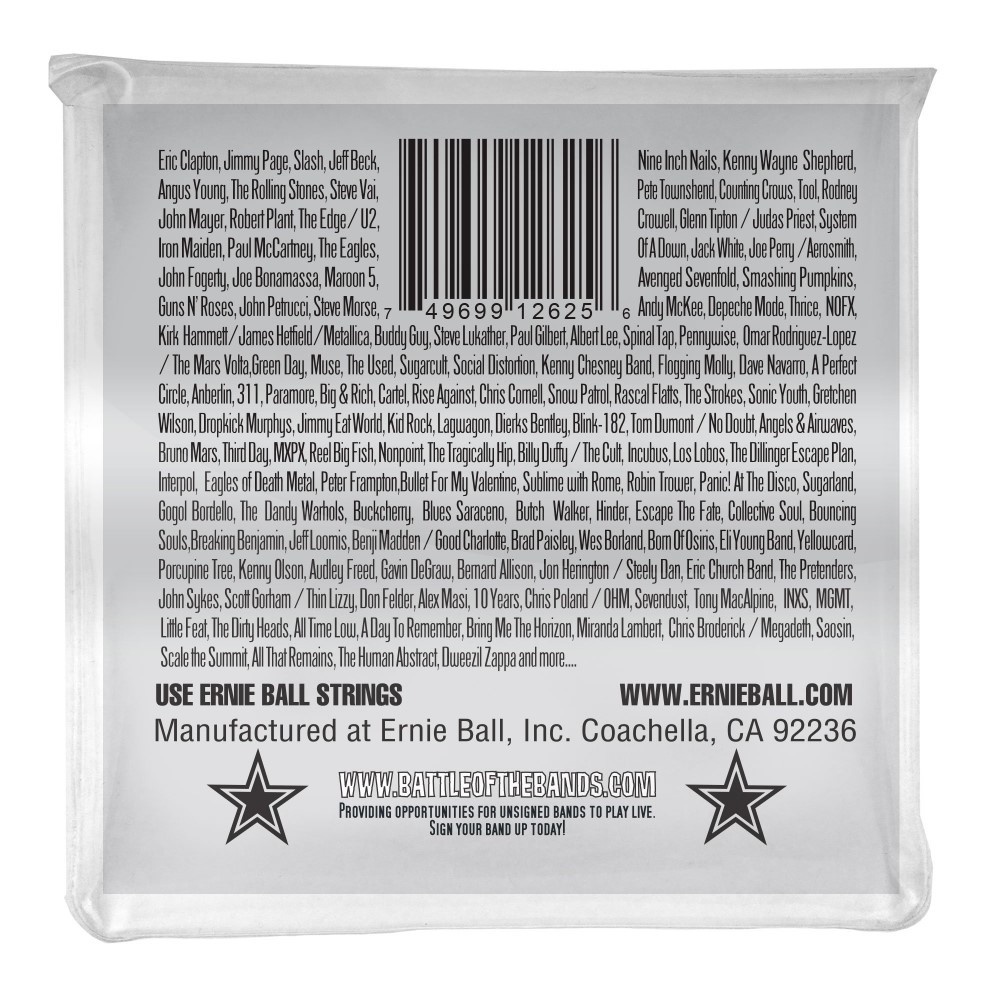 Eric Clapton, Jimmy Page, Slash, Jeff Beck,
Angus Young, The Rolling Stones, Steve Vai,
John Mayer, Robert Plant, The Edge / U2,
Iron Maiden, Paul McCartney, The Eagles,
John Fogerty, Joe Bonamassa, Maroon 5,
Guns N' Roses, John Petrucci, Steve Morse,
7 49699 12625 6
Nine Inch Nails, Kenny Wayne Shepherd,
Pete Townshend, Counting Crows, Tool, Rodney
Crowell, Glenn Tipton / Judas Priest, System
Of A Down, Jack White, Joe Perry / Aerosmith,
Avenged Sevenfold, Smashing Pumpkins,
Andy McKee, Depeche Mode, Thrice, NOFX,
Kirk Hammett / James Hetfield / Metallica, Buddy Guy, Steve Lukather, Paul Gilbert, Albert Lee, Spinal Tap, Pennywise, Omar Rodriguez-Lopez
/ The Mars Volta,Green Day, Muse, The Used, Sugarcult, Social Distortion, Kenny Chesney Band, Flogging Molly, Dave Navarro, A Perfect
Circle, Anberlin, 311, Paramore, Big & Rich, Cartel, Rise Against, Chris Cornell, Snow Patrol, Rascal Flatts, The Strokes, Sonic Youth, Gretchen
Wilson, Dropkick Murphys, Jimmy Eat World, Kid Rock, Lagwagon, Dierks Bentley, Blink-182, Tom Dumont / No Doubt, Angels & Airwaves,
Bruno Mars, Third Day, MXPX, Reel Big Fish, Nonpoint, The Tragically Hip, Billy Duffy / The Cult, Incubus, Los Lobos, The Dillinger Escape Plan,
Interpol, Eagles of Death Metal, Peter Frampton,Bullet For My Valentine, Sublime with Rome, Robin Trower, Panic! At The Disco, Sugarland,
Gogol Bordello, The Dandy Warhols, Buckcherry, Blues Saraceno, Butch Walker, Hinder, Escape The Fate, Collective Soul, Bouncing
Souls,Breaking Benjamin, Jeff Loomis, Benji Madden / Good Charlotte, Brad Paisley, Wes Borland, Born Of Osiris, Eli Young Band, Yellowcard,
Porcupine Tree, Kenny Olson, Audley Freed, Gavin DeGraw, Bernard Allison, Jon Herington / Steely Dan, Eric Church Band, The Pretenders,
John Sykes, Scott Gorham / Thin Lizzy, Don Felder, Alex Masi, 10 Years, Chris Poland / OHM, Sevendust, Tony MacAlpine, INXS, MGMT,
Little Feat, The Dirty Heads, All Time Low, A Day To Remember, Bring Me The Horizon, Miranda Lambert, Chris Broderick / Megadeth, Saosin,
Scale the Summit, All That Remains, The Human Abstract, Dweezil Zappa and more....
USE ERNIE BALL STRINGS WWW.ERNIEBALL.COM
Manufactured at Ernie Ball, Inc. Coachella, CA 92236
WWW.BATTLEOFTHEBANDS.COM
PROVIDING OPPORTUNITIES FOR UNSIGNED BANDS TO PLAY LIVE.
SIGN YOUR BAND UP TODAY!